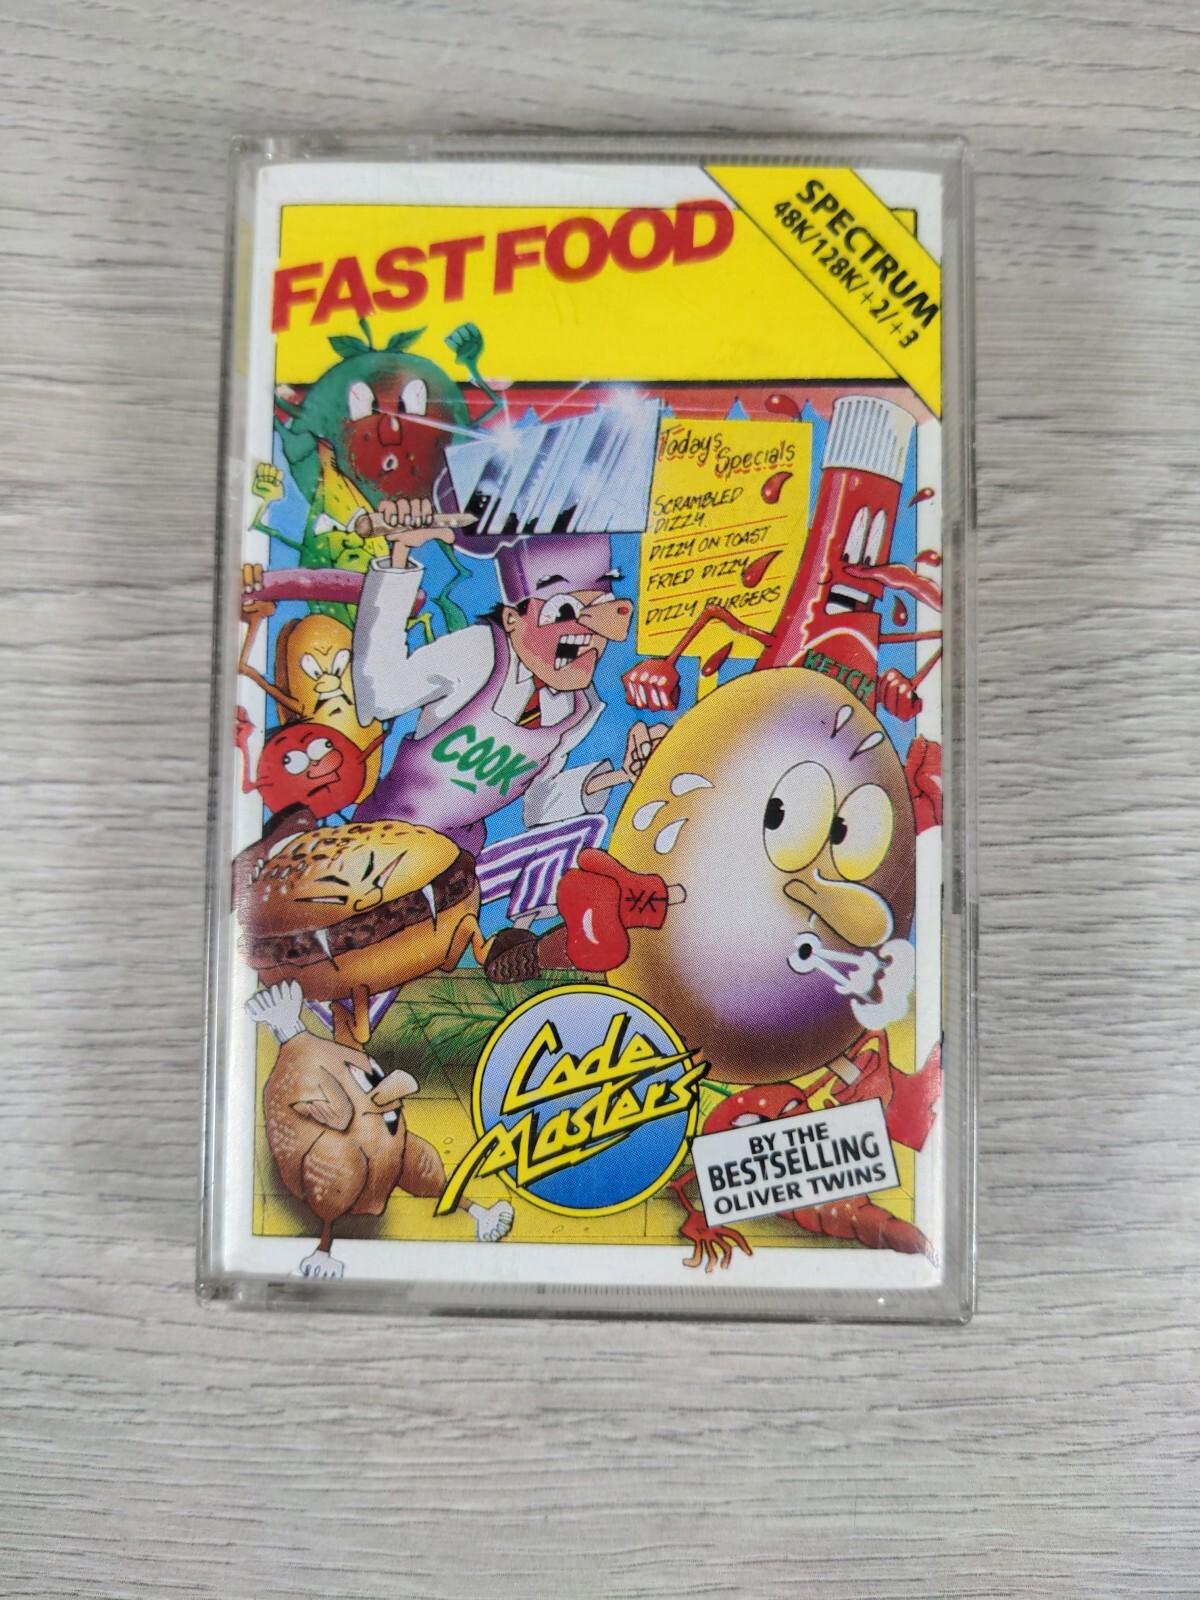 FAST FOOD
SPECTRUM
48K/128K/+2/+3
Todays
Specials
SCRAMBLED
DIZZY.
DIZZY ON TOAST
FRIED DIZZY
DIZZY BURGERS
KETCH
COOK
Code
Masters
BY THE
BESTSELLING
OLIVER TWINS